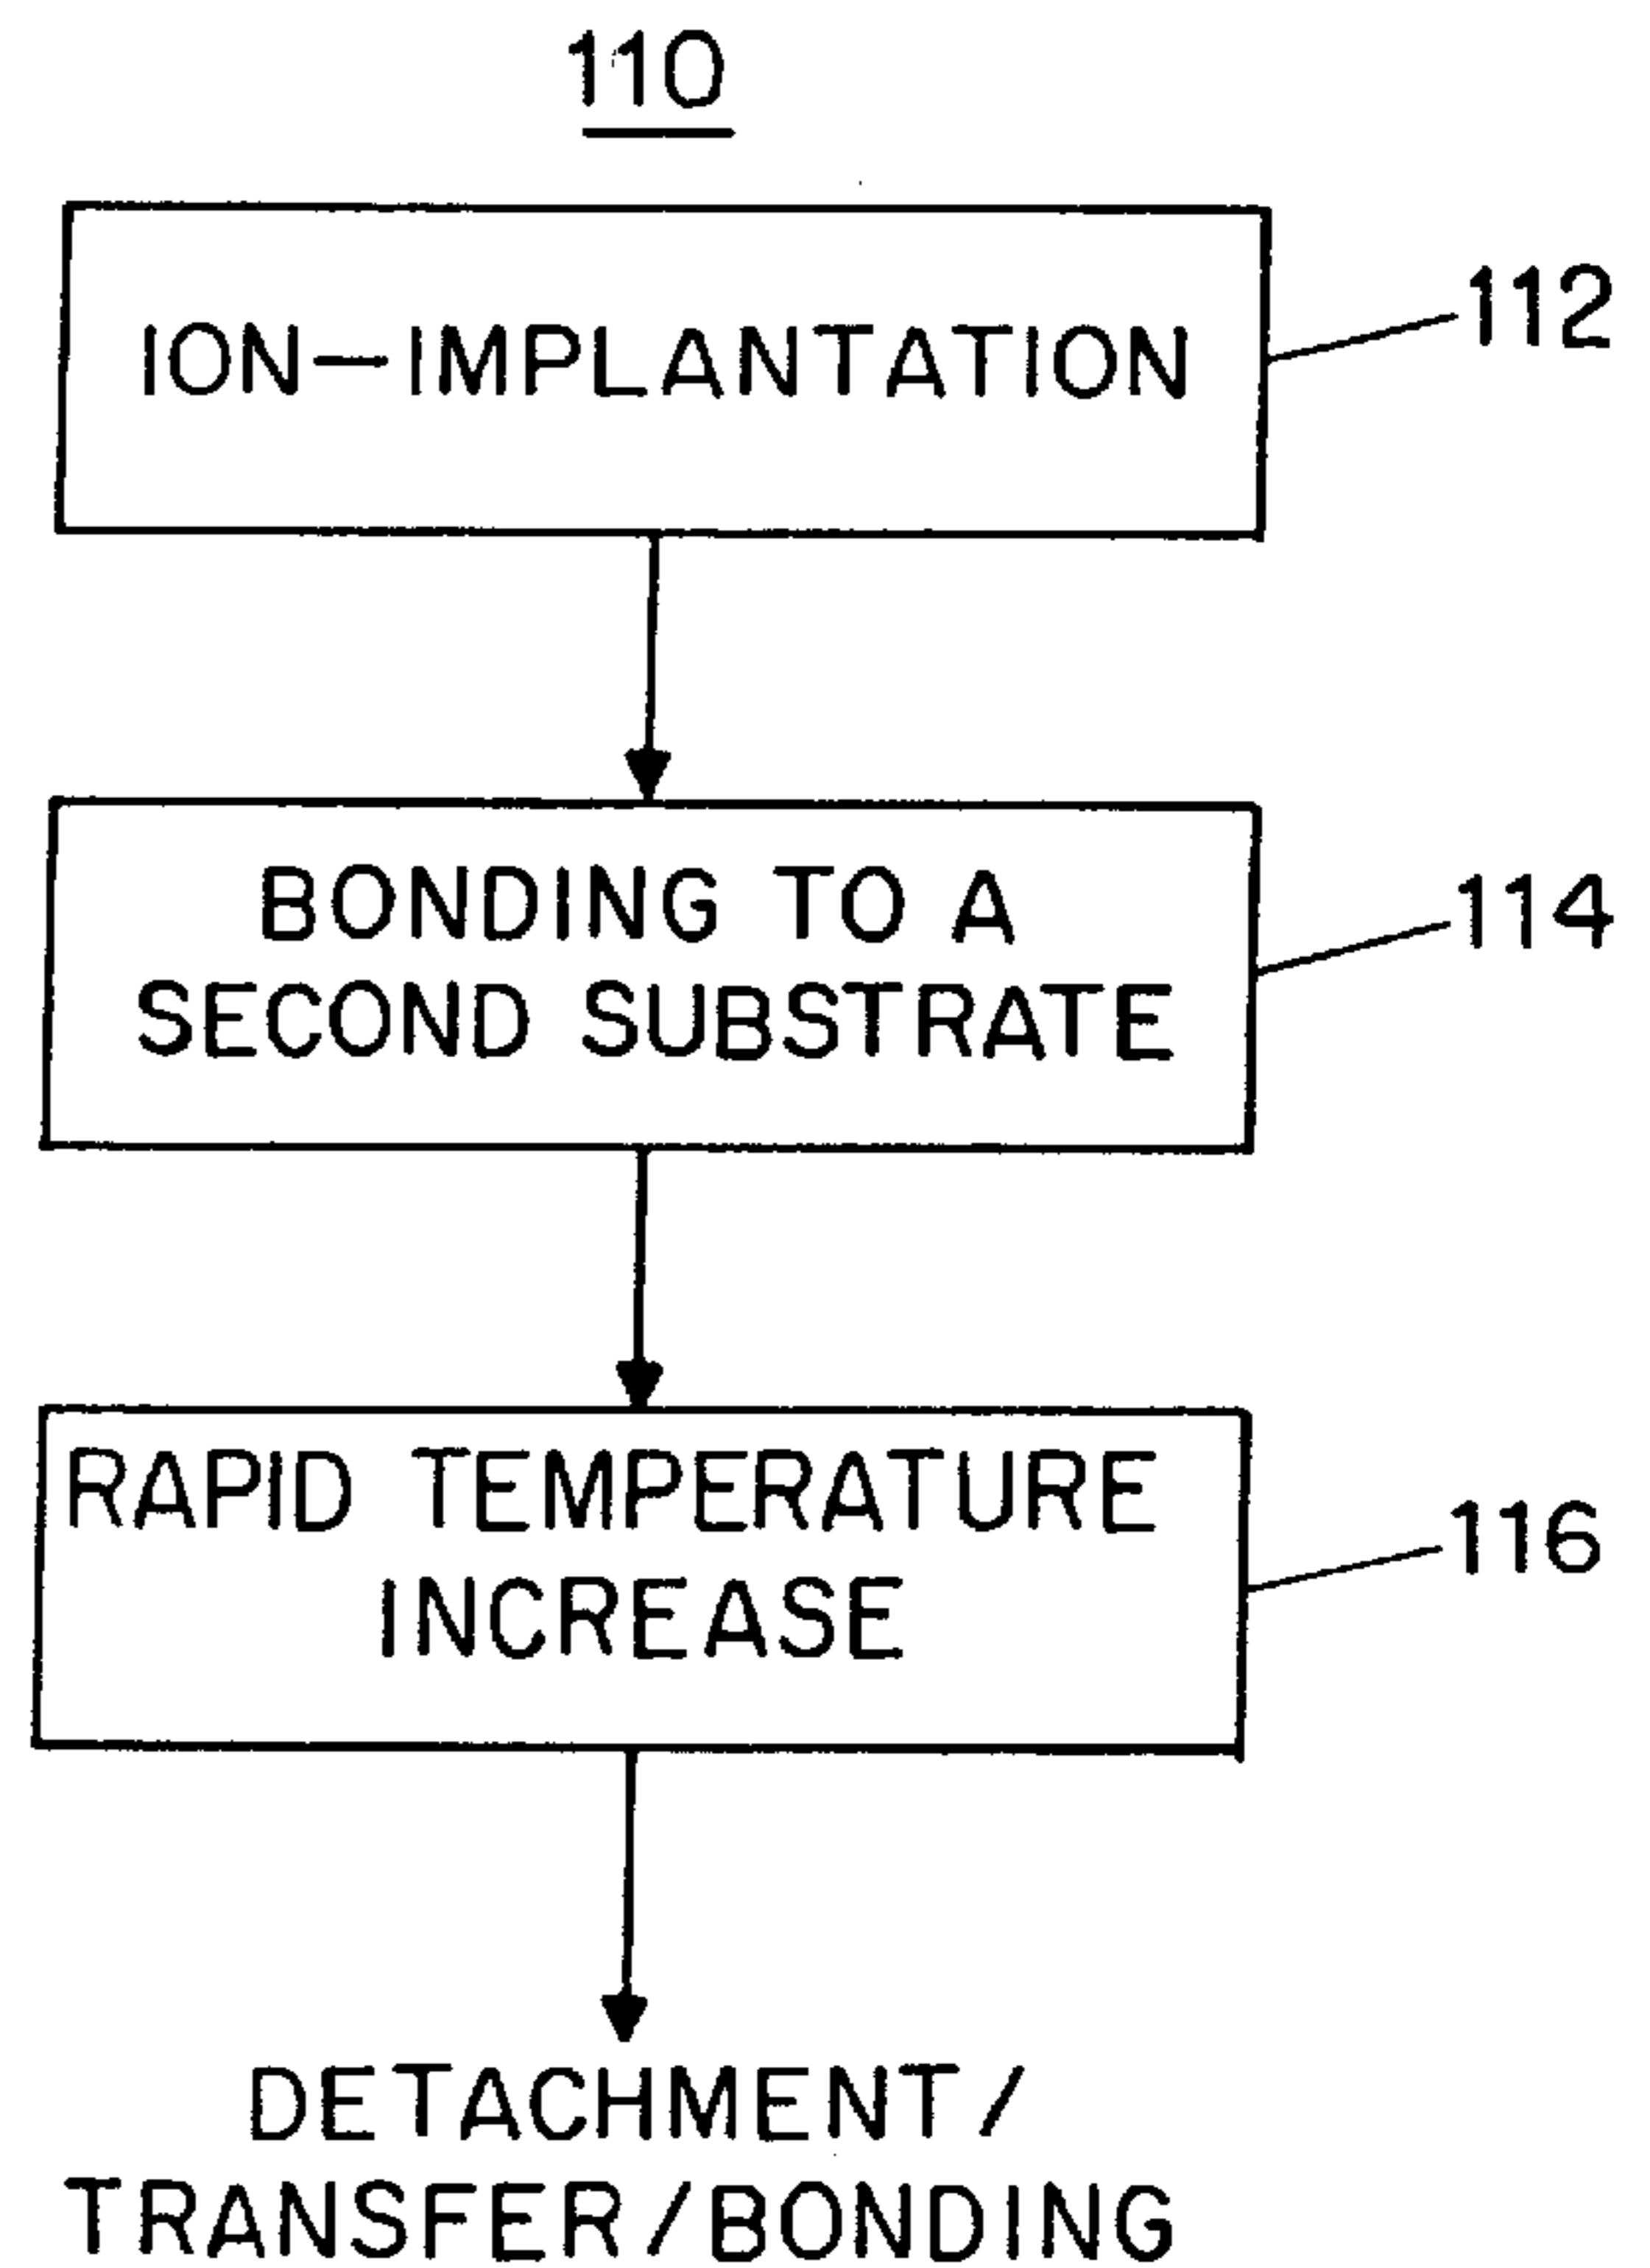 110
ION-IMPLANTATION
112
BONDING TO A
SECOND SUBSTRATE
114
RAPID TEMPERATURE
INCREASE
116
DETACHMENT/
TRANSFER/BONDING